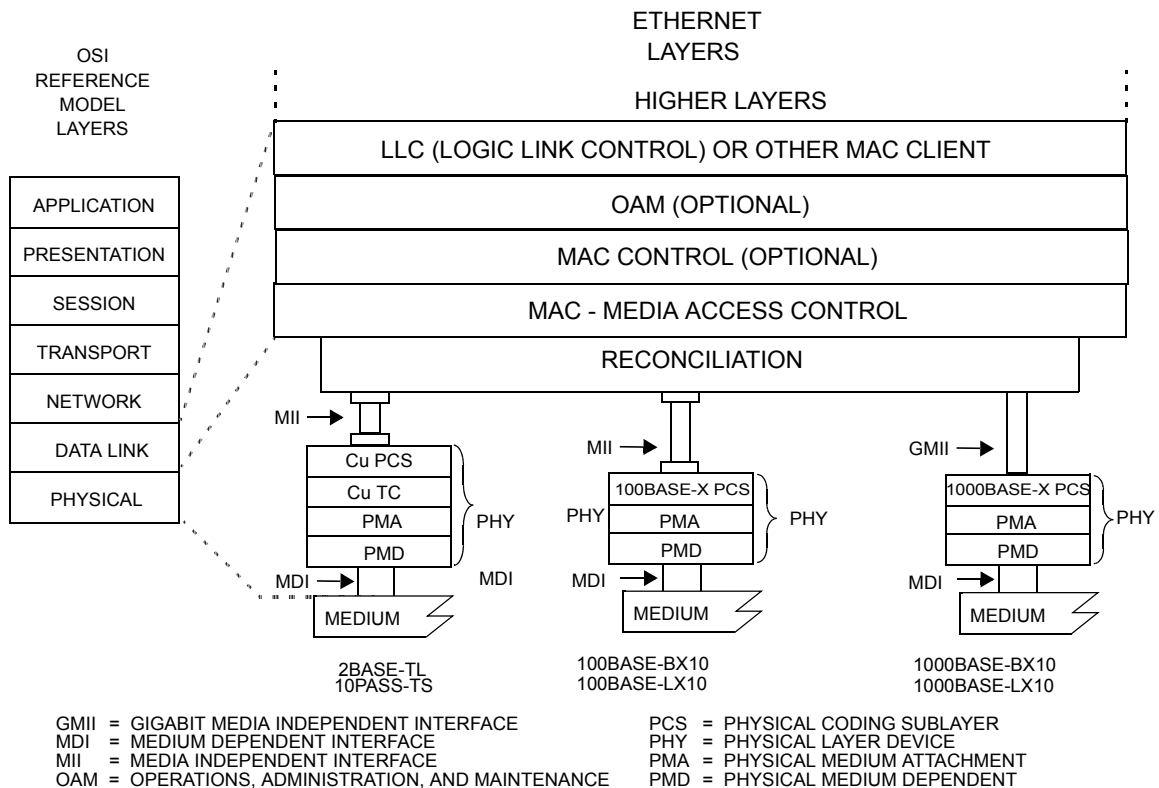 ETHERNET
LAYERS
OSI
REFERENCE
MODEL
LAYERS
HIGHER LAYERS
LLC (LOGIC LINK CONTROL) OR OTHER MAC CLIENT
OAM (OPTIONAL)
MAC CONTROL (OPTIONAL)
MAC - MEDIA ACCESS CONTROL
RECONCILIATION
APPLICATION
PRESENTATION
SESSION
TRANSPORT
NETWORK
DATA LINK
PHYSICAL
MII
Cu PCS
Cu TC
PMA
PMD
PHY
MDI
MDI
MEDIUM
2BASE-TL
10PASS-TS
MII
100BASE-X PCS
PHY
PMA
PMD
PHY
MDI
MEDIUM
100BASE-BX10
100BASE-LX10
GMII
1000BASE-X PCS
PMA
PMD
PHY
MDI
MEDIUM
1000BASE-BX10
1000BASE-LX10
GMII = GIGABIT MEDIA INDEPENDENT INTERFACE
MDI = MEDIUM DEPENDENT INTERFACE
MII = MEDIA INDEPENDENT INTERFACE
OAM = OPERATIONS, ADMINISTRATION, AND MAINTENANCE
PCS = PHYSICAL CODING SUBLAYER
PHY = PHYSICAL LAYER DEVICE
PMA = PHYSICAL MEDIUM ATTACHMENT
PMD = PHYSICAL MEDIUM DEPENDENT